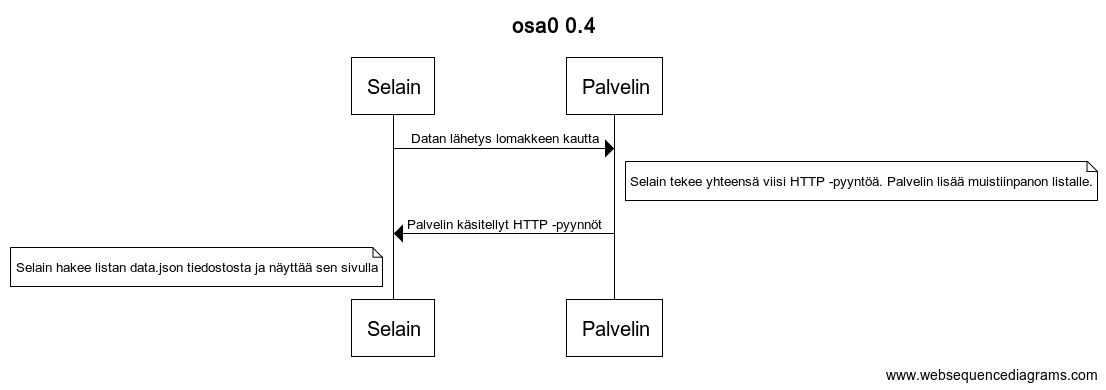 osa0 0.4
Selain
Palvelin
Datan lähetys lomakkeen kautta
Selain tekee yhteensä viisi HTTP -pyyntöä. Palvelin lisää muistiinpanon listalle.
Palvelin käsitellyt HTTP -pyynnöt
Selain hakee listan data.json tiedostosta ja näyttää sen sivulla
Selain
Palvelin
www.websequencediagrams.com